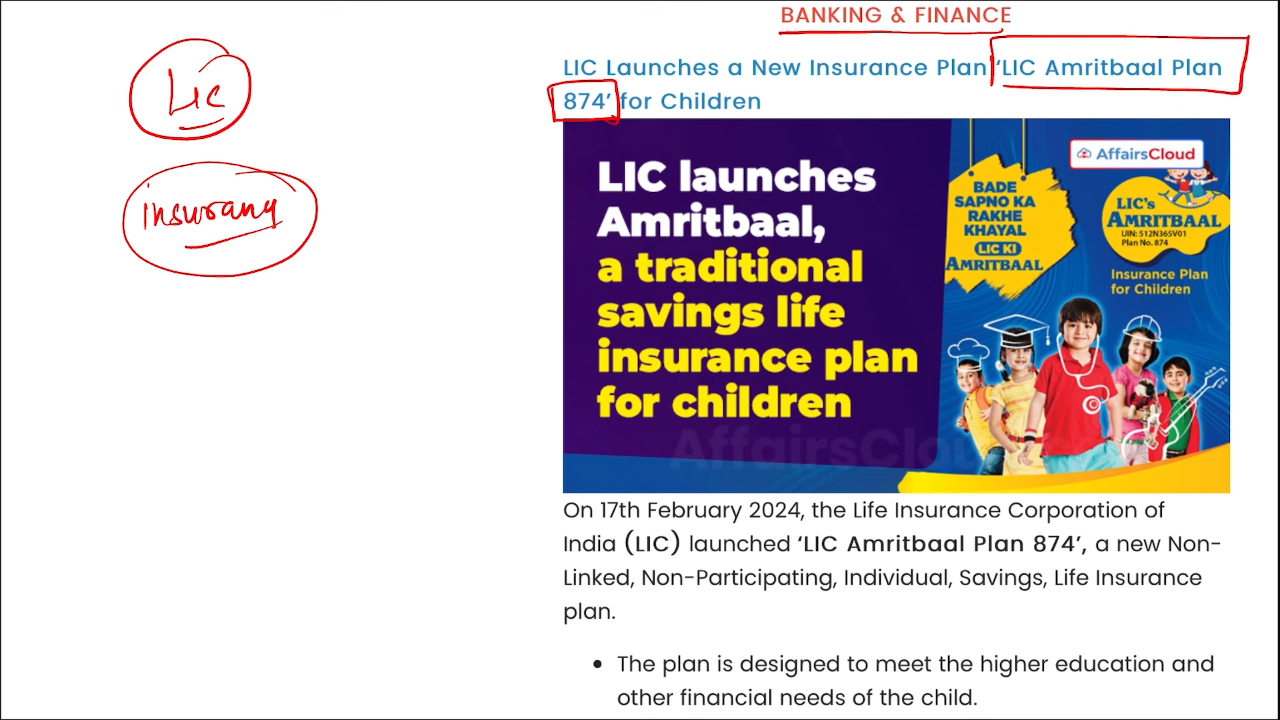 BANKING & FINANCE
LIC
LIC Launches a New Insurance Plan ‘LIC Amritbaal Plan
874’ for Children
insurany
LIC launches
Amritbaal,
a traditional
savings life
insurance plan
for children
AffairsCloud
BADE
SAPNO KA
RAKHE
KHAYAL
LIC KI
AMRITBAAL
LIC's
AMRITBAAL
UIN: 512N365V01
Plan No. 874
Insurance Plan
for Children
On 17th February 2024, the Life Insurance Corporation of
India (LIC) launched ‘LIC Amritbaal Plan 874’, a new Non-
Linked, Non-Participating, Individual, Savings, Life Insurance
plan.
• The plan is designed to meet the higher education and
other financial needs of the child.